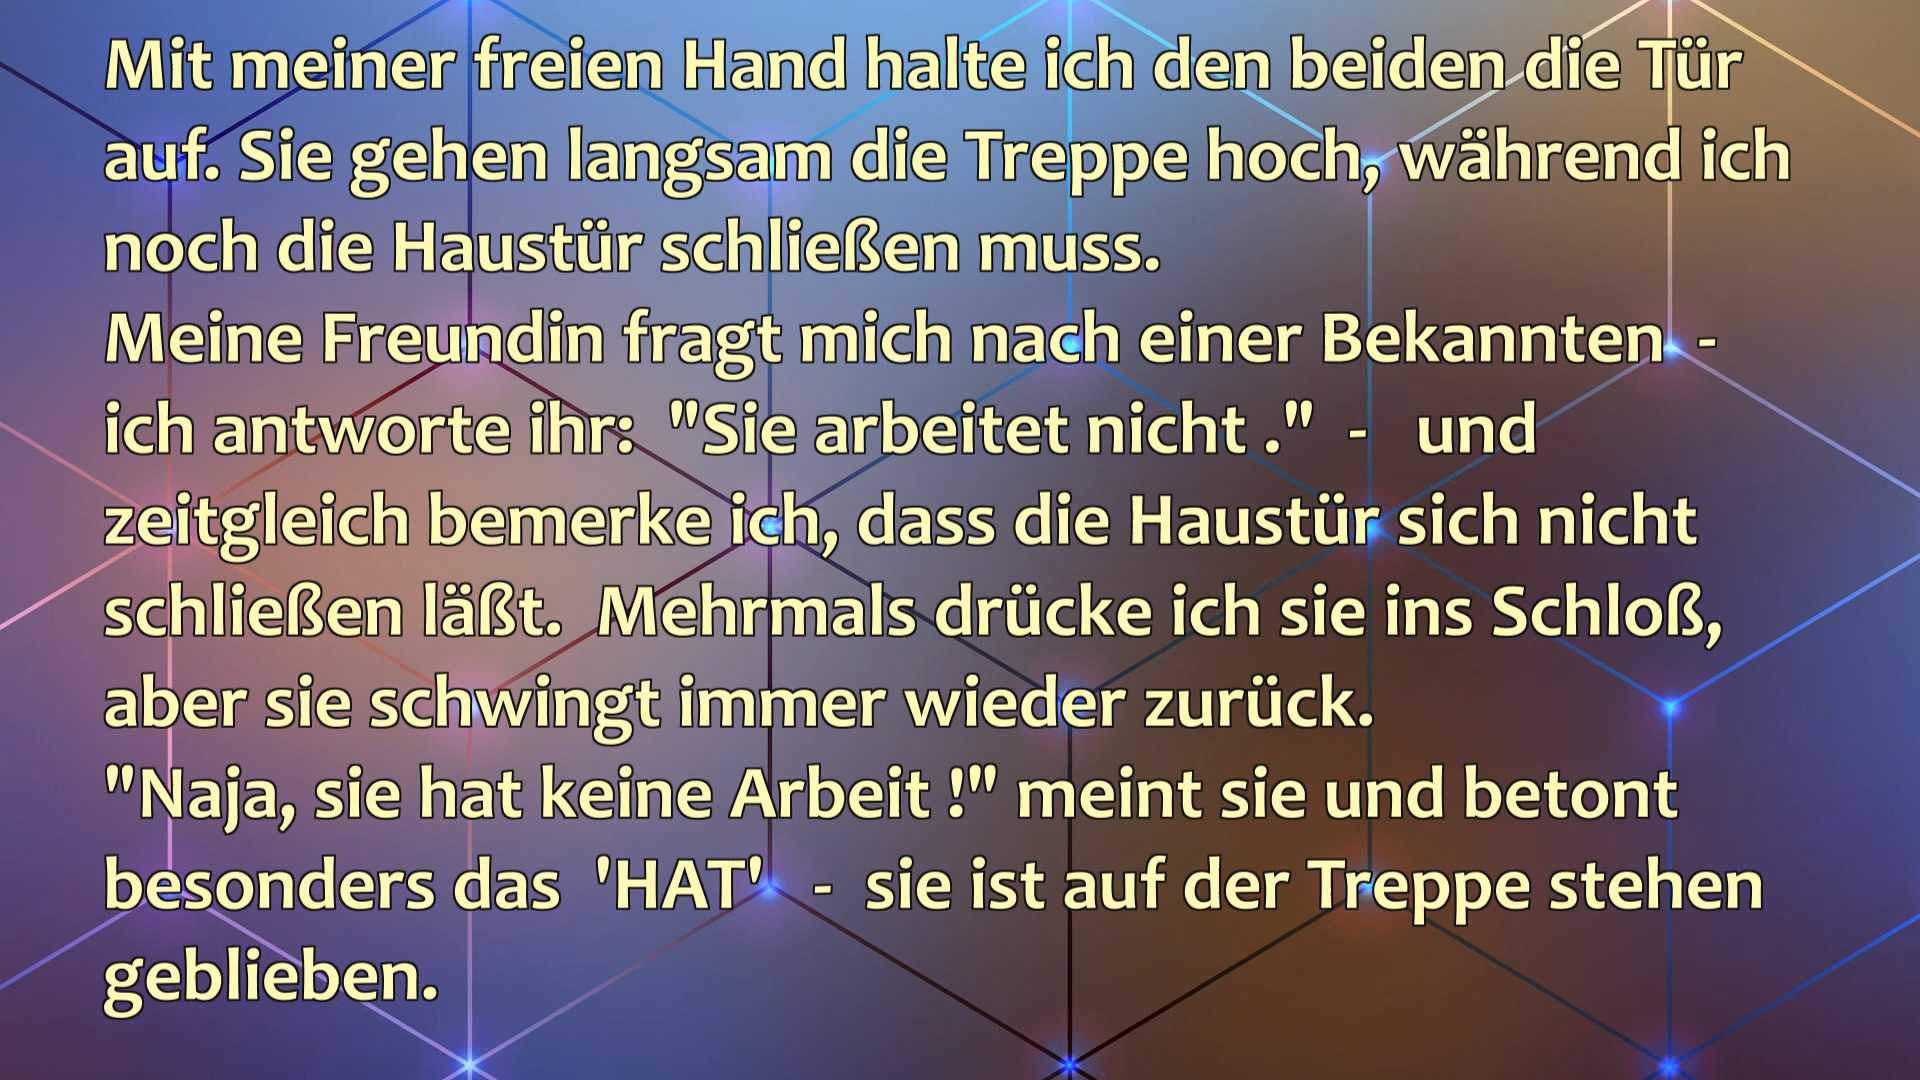 Mit meiner freien Hand halte ich den beiden die Tür
auf. Sie gehen langsam die Treppe hoch, während ich
noch die Haustür schließen muss.
Meine Freundin fragt mich nach einer Bekannten  -
ich antworte ihr:  "Sie arbeitet nicht ."  -   und
zeitgleich bemerke ich, dass die Haustür sich nicht
schließen läßt.  Mehrmals drücke ich sie ins Schloß,
aber sie schwingt immer wieder zurück.
"Naja, sie hat keine Arbeit !" meint sie und betont
besonders das  'HAT'   -  sie ist auf der Treppe stehen
geblieben.